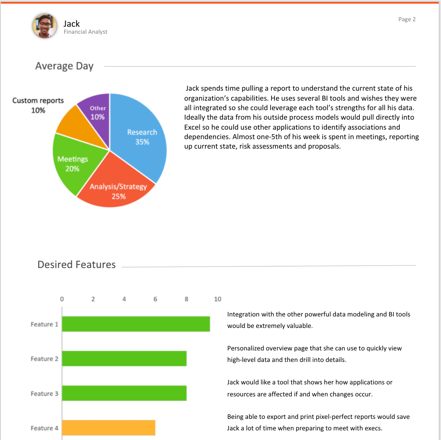 Page 2
Jack
Financial Analyst
Average Day
Custom reports
10%
Other
10%
Research
35%
Meetings
20%
Analysis/Strategy
25%
Jack spends time pulling a report to understand the current state of his
organization's capabilities. He uses several BI tools and wishes they were
all integrated so she could leverage each tool's strengths for all his data.
Ideally the data from his outside process models would pull directly into
Excel so he could use other applications to identify associations and
dependencies. Almost one-5th of his week is spent in meetings, reporting
up current state, risk assessments and proposals.
Desired Features
0 2 4 6 8 10
Feature 1
Integration with the other powerful data modeling and BI tools
would be extremely valuable.
Feature 2
Personalized overview page that she can use to quickly view
high-level data and then drill into details.
Feature 3
Jack would like a tool that shows her how applications or
resources are affected if and when changes occur.
Feature 4
Being able to export and print pixel-perfect reports would save
Jack a lot of time when preparing to meet with execs.